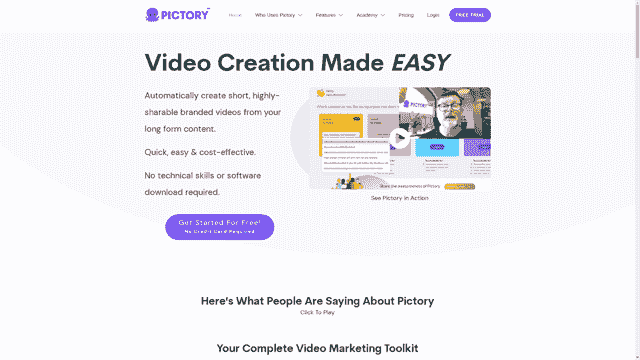 PICTORY
Home
Who Uses Pictory
Features
Academy
Pricing
Login
FREE TRIAL
Video Creation Made EASY
Automatically create short, highly-
sharable branded videos from your
long form content.
Quick, easy & cost-effective.
No technical skills or software
download required.
Get Started For Free!
No Credit Card Required
PICTORY
See Pictory in Action
Here's What People Are Saying About Pictory
Click To Play
Your Complete Video Marketing Toolkit